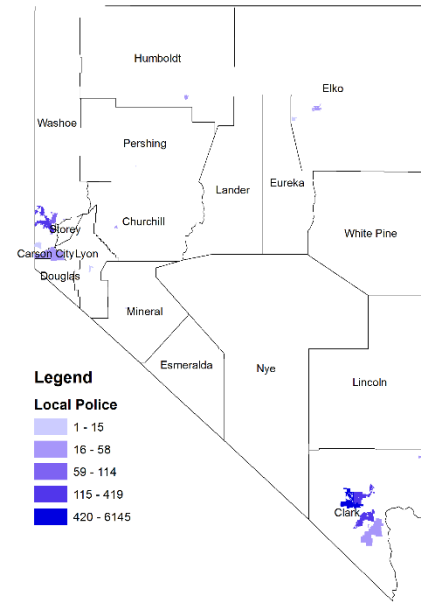 Humboldt
Elko
Washoe
Pershing
Lander
Eureka
Churchill
Storey
White Pine
Carson City
Lyon
Douglas
Mineral
Esmeralda
Nye
Lincoln
Clark
Legend
Local Police
1 - 15
16 - 58
59 - 114
115 - 419
420 - 6145